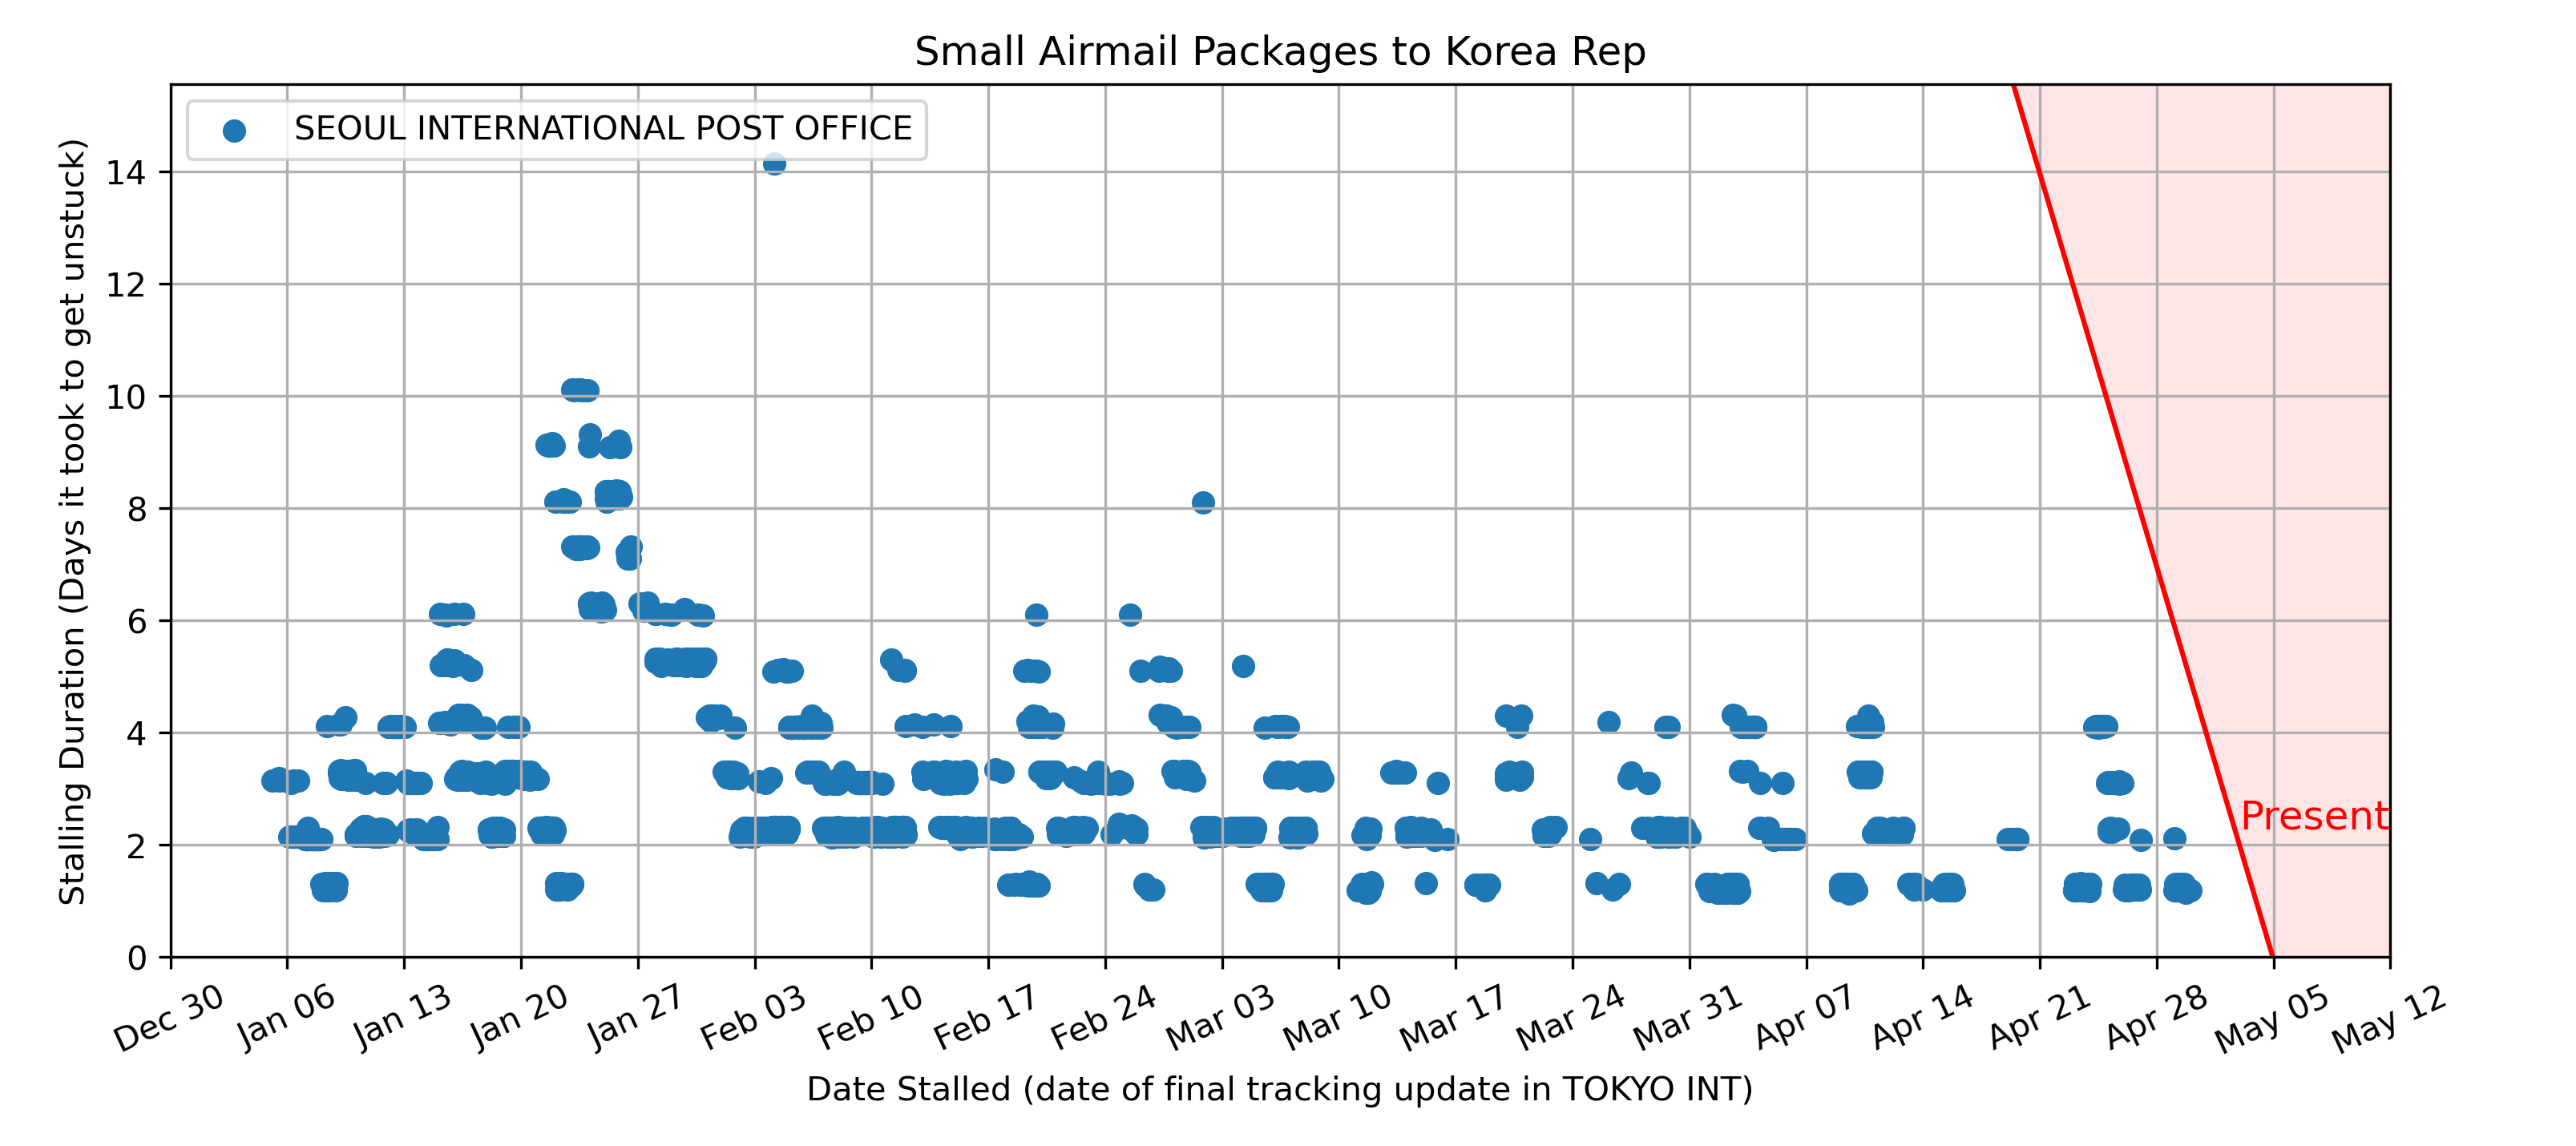 Small Airmail Packages to Korea Rep
SEOUL INTERNATIONAL POST OFFICE
Stalling Duration (Days it took to get unstuck)
14
12
10
8
6
4
2
0
Present
Dec 30
Jan 06
Jan 13
Jan 20
Jan 27
Feb 03
Feb 10
Feb 17
Feb 24
Mar 03
Mar 10
Mar 17
Mar 24
Mar 31
Apr 07
Apr 14
Apr 21
Apr 28
May 05
May 12
Date Stalled (date of final tracking update in TOKYO INT)